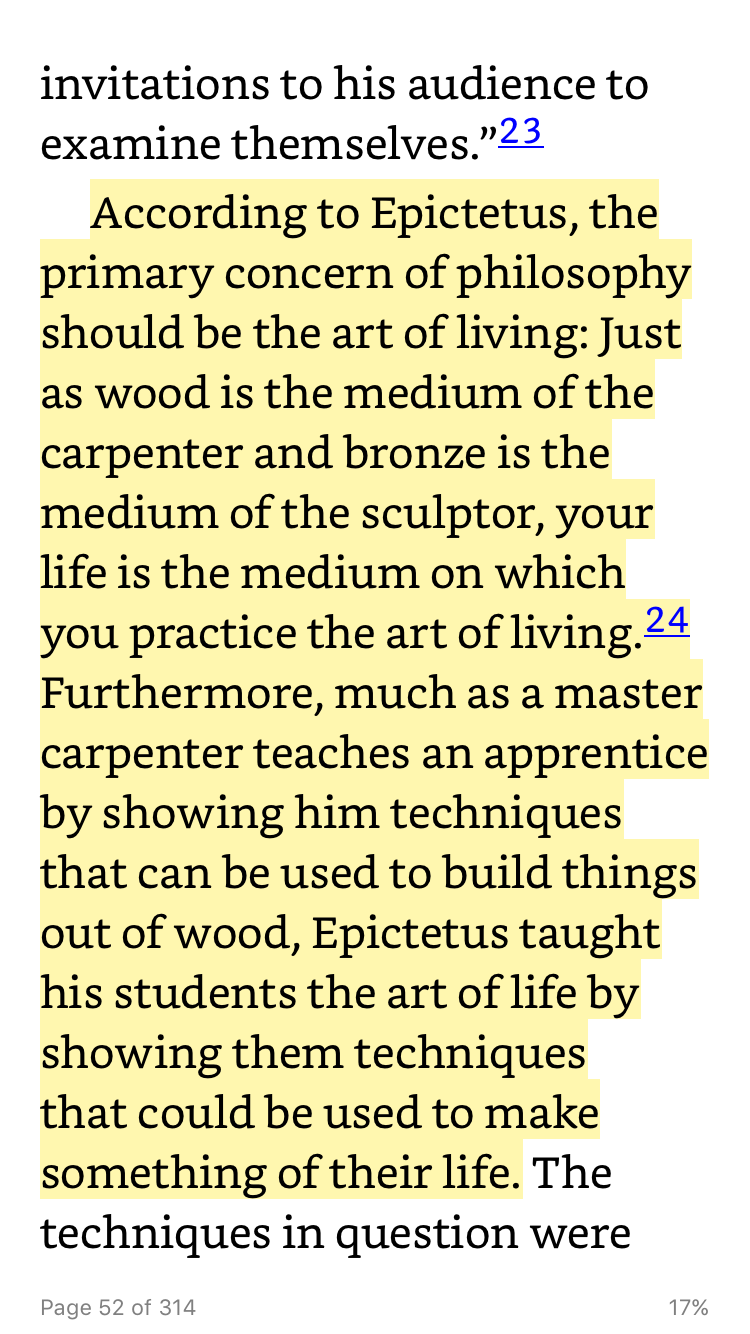 invitations to his audience to
examine themselves.”23
According to Epictetus, the
primary concern of philosophy
should be the art of living: Just
as wood is the medium of the
carpenter and bronze is the
medium of the sculptor, your
life is the medium on which
you practice the art of living.24
Furthermore, much as a master
carpenter teaches an apprentice
by showing him techniques
that can be used to build things
out of wood, Epictetus taught
his students the art of life by
showing them techniques
that could be used to make
something of their life. The
techniques in question were
Page 52 of 314 17%